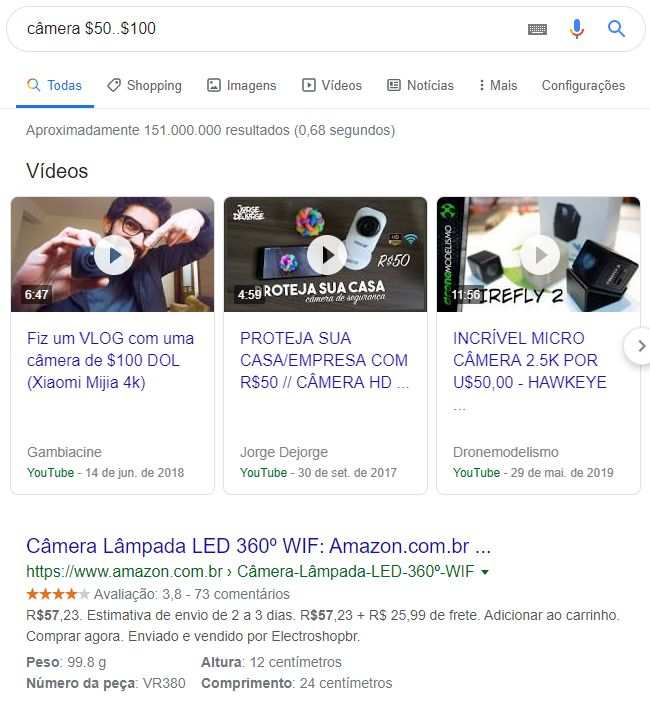 câmera $50..$100
Todas
Shopping
Imagens
Vídeos
Notícias
Mais
Configurações
Aproximadamente 151.000.000 resultados (0,68 segundos)
Vídeos
6:47
JORGE
DEJORGE
HD
R$50
PROTEJA SUA CASA
câmera de segurança
4:59
DRONEMODELISMO
FIREFLY 2
11:56
Fiz um VLOG com uma
câmera de $100 DOL
(Xiaomi Mijia 4k)
Gambiacine
YouTube - 14 de jun. de 2018
PROTEJA SUA
CASA/EMPRESA COM
R$50 // CÂMERA HD ...
Jorge Dejorge
YouTube - 30 de set. de 2017
INCRÍVEL MICRO
CÂMERA 2.5K POR
U$50,00 - HAWKEYE
...
Dronemodelismo
YouTube - 29 de mai. de 2019
Câmera Lâmpada LED 360º WIF: Amazon.com.br ...
https://www.amazon.com.br › Câmera-Lâmpada-LED-360º-WIF
Avaliação: 3,8 - 73 comentários
R$57,23. Estimativa de envio de 2 a 3 dias. R$57,23 + R$ 25,99 de frete. Adicionar ao carrinho.
Comprar agora. Enviado e vendido por Electroshopbr.
Peso: 99.8 g Altura: 12 centímetros
Número da peça: VR380 Comprimento: 24 centímetros